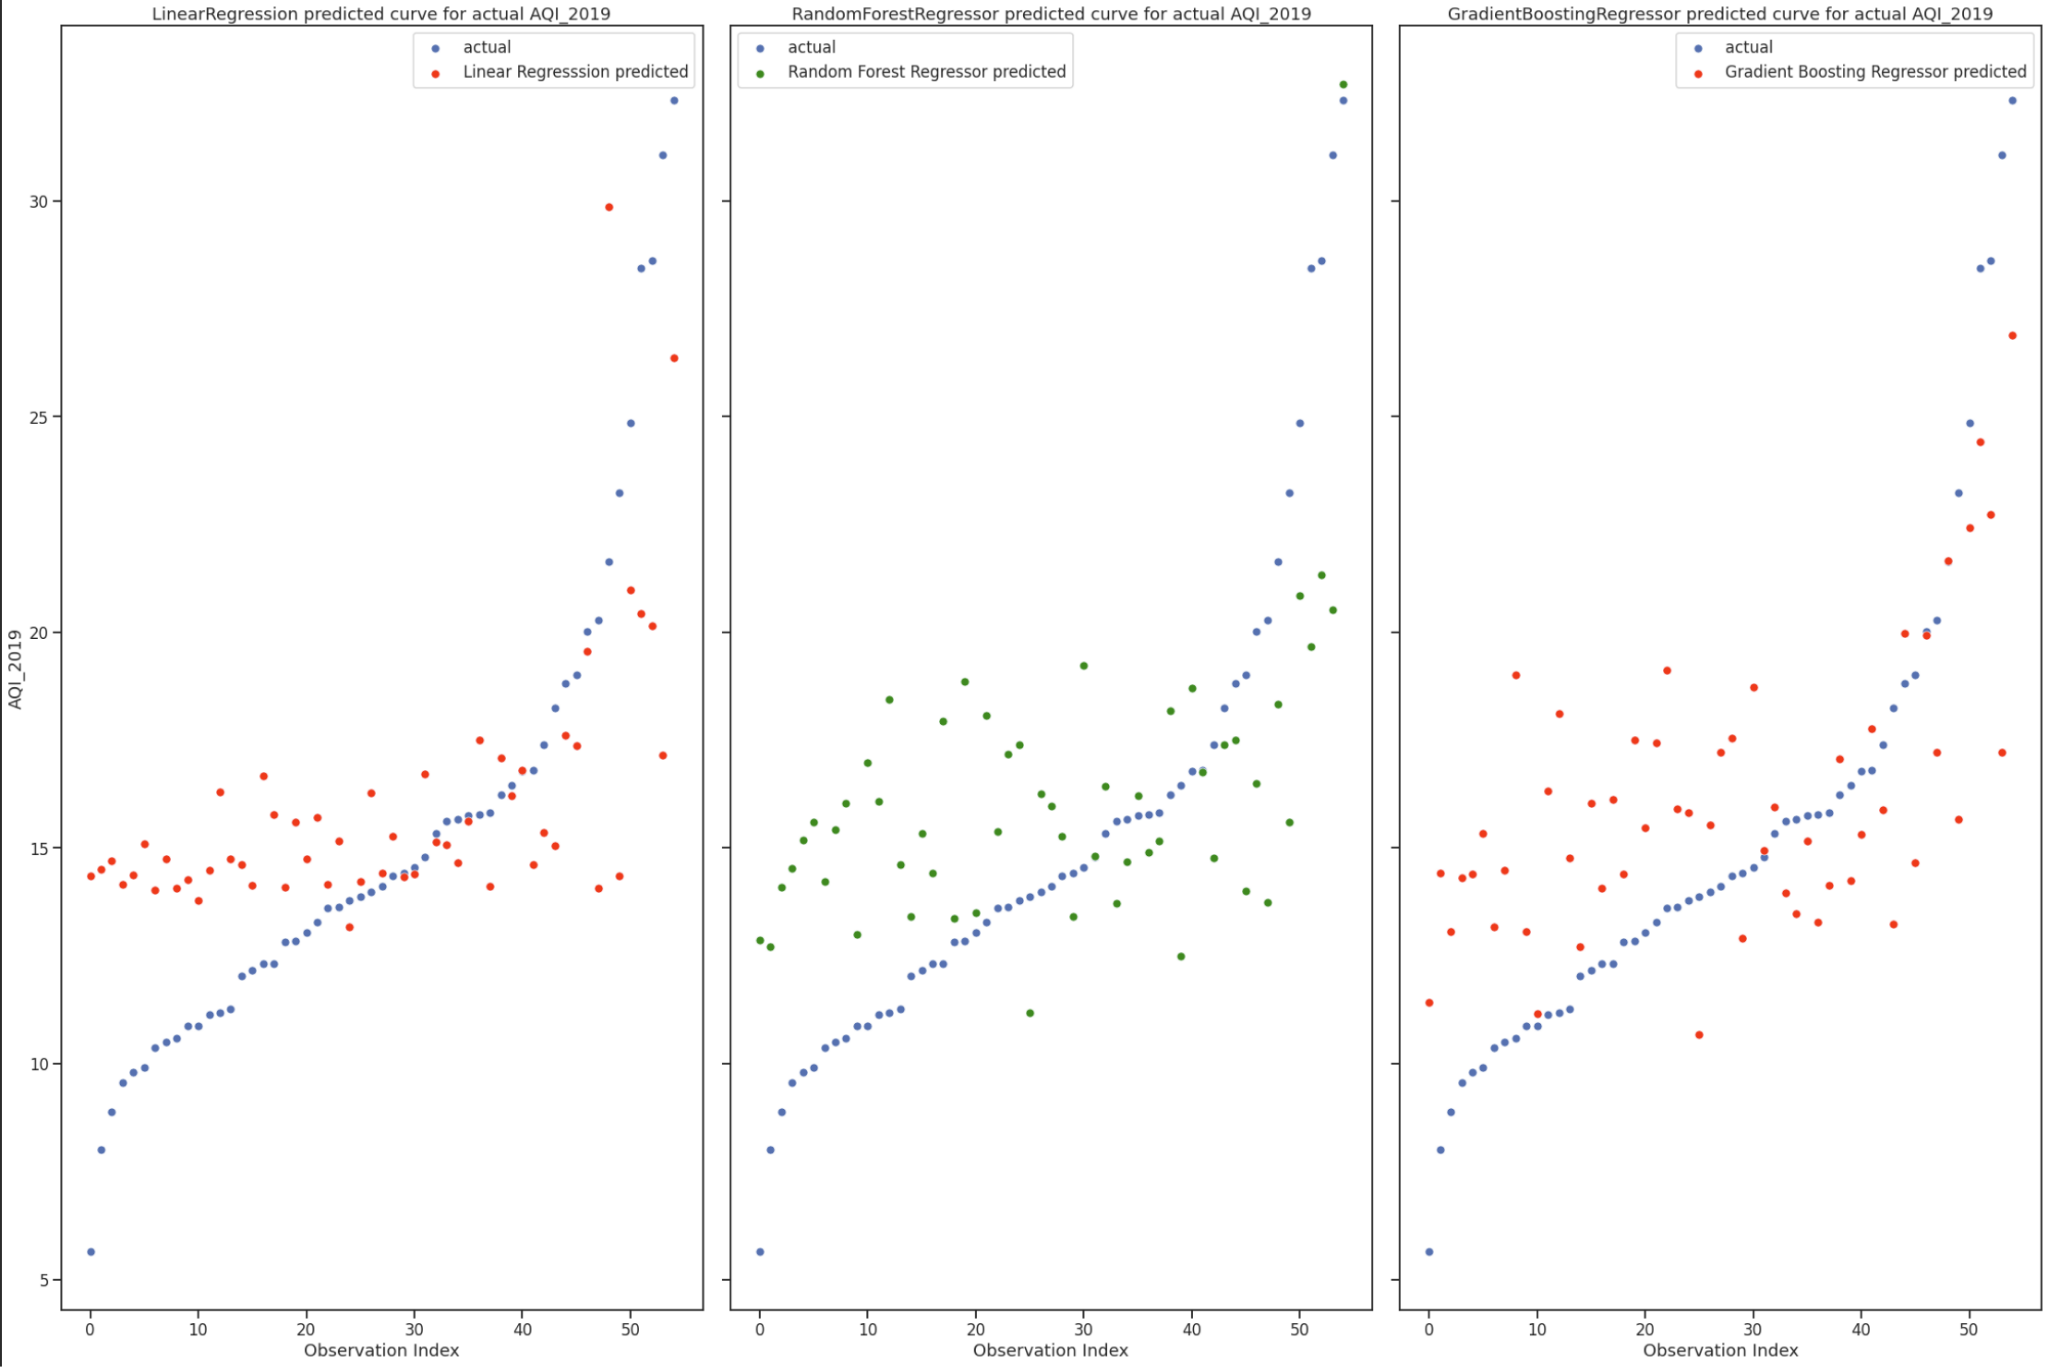 LinearRegression predicted curve for actual AQI_2019
actual
Linear Regresssion predicted
AQI_2019
30
25
20
15
10
5
0 10 20 30 40 50
Observation Index
RandomForestRegressor predicted curve for actual AQI_2019
actual
Random Forest Regressor predicted
0 10 20 30 40 50
Observation Index
GradientBoostingRegressor predicted curve for actual AQI_2019
actual
Gradient Boosting Regressor predicted
0 10 20 30 40 50
Observation Index